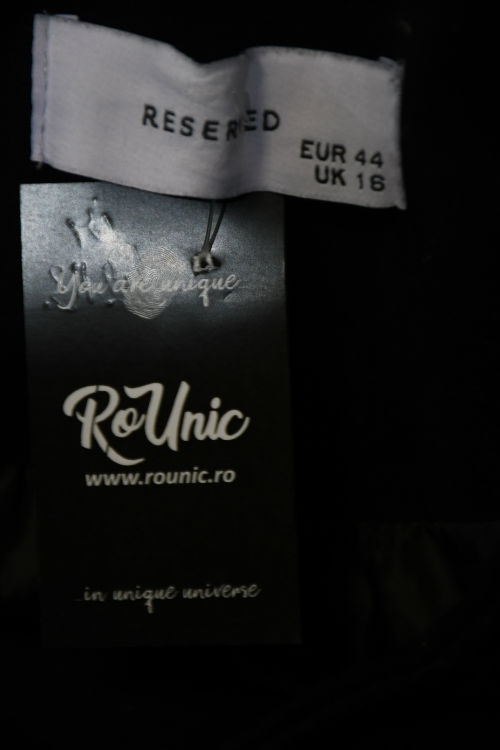 RESERVED
EUR 44
UK 16
You are unique
RoUnic
www.rounic.ro
...in unique universe